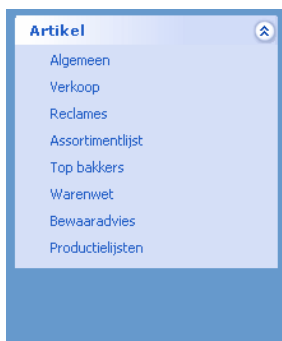 Artikel
Algemeen
Verkoop
Reclames
Assortimentlijst
Top bakkers
Warenwet
Bewaaradvies
Productielijsten